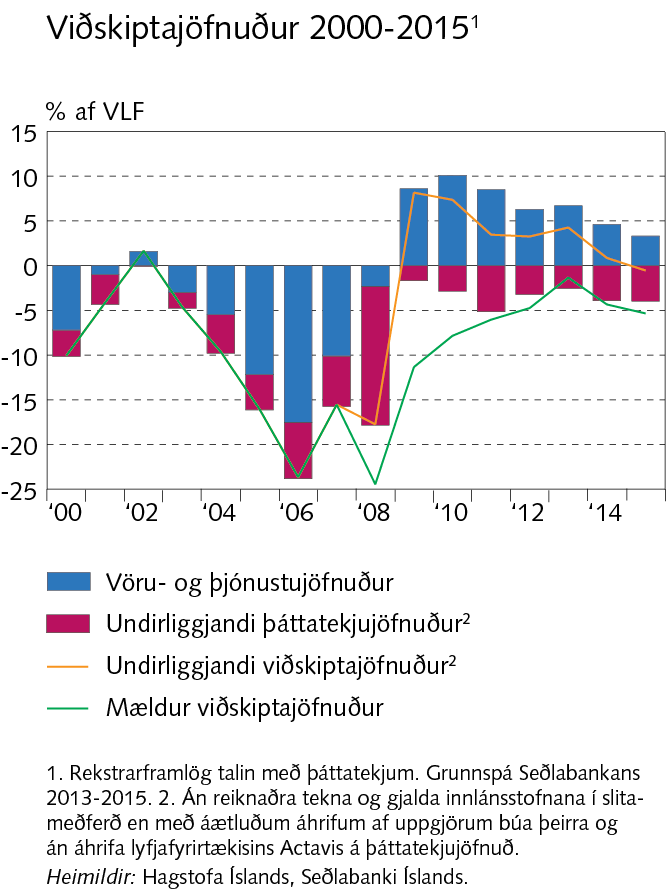 Viðskiptajöfnuður 2000-2015¹
% af VLF
15
10
5
0
-5
-10
-15
-20
-25
‘00 ‘02 ‘04 ‘06 ‘08 ‘10 ‘12 ‘14
Vöru- og þjónustujöfnuður
Undirliggjandi þáttatekjujöfnuður²
Undirliggjandi viðskiptajöfnuður²
Mældur viðskiptajöfnuður
1. Rekstrarframlög talin með þáttatekjum. Grunnspá Seðlabankans
2013-2015. 2. Án reiknaðra tekna og gjalda innlánsstofnana í slita-
meðferð en með áætluðum áhrifum af uppgjörum búa þeirra og
án áhrifa lyfjafyrirtækisins Actavis á þáttatekjujöfnuð.
Heimildir: Hagstofa Íslands, Seðlabanki Íslands.